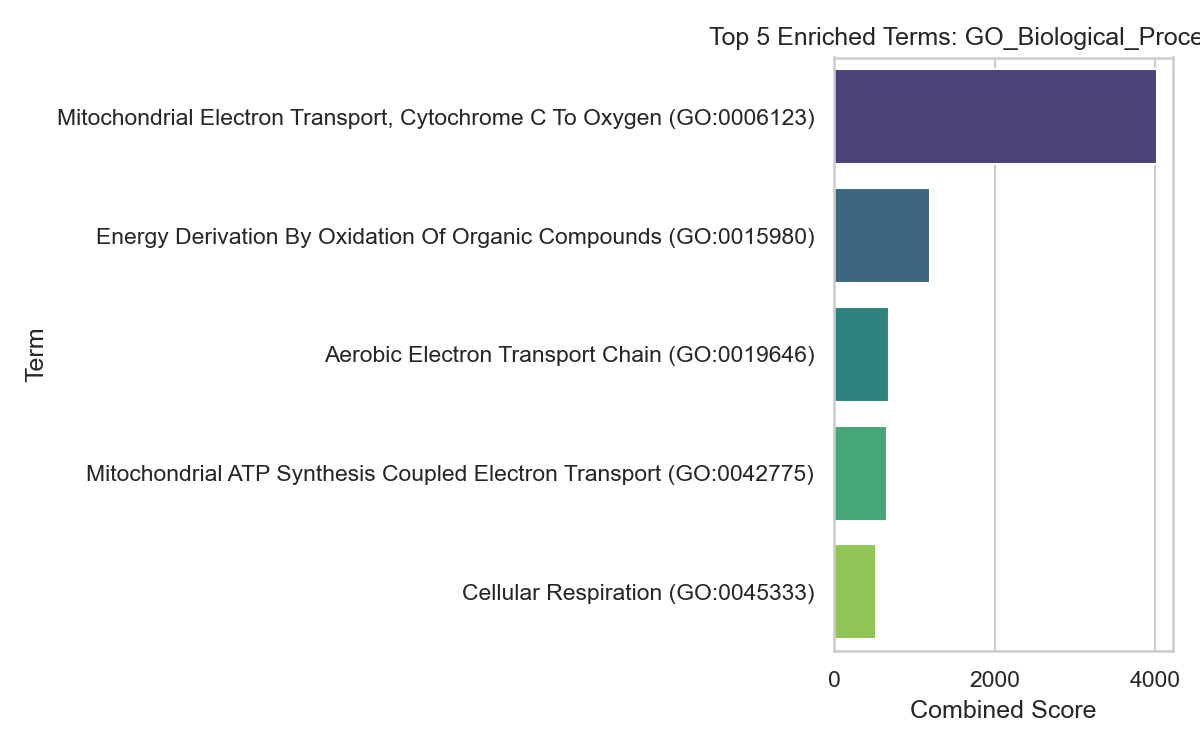 Top 5 Enriched Terms: GO_Biological_Proce
Mitochondrial Electron Transport, Cytochrome C To Oxygen (GO:0006123)
Energy Derivation By Oxidation Of Organic Compounds (GO:0015980)
Aerobic Electron Transport Chain (GO:0019646)
Mitochondrial ATP Synthesis Coupled Electron Transport (GO:0042775)
Cellular Respiration (GO:0045333)
Term
0 2000 4000
Combined Score